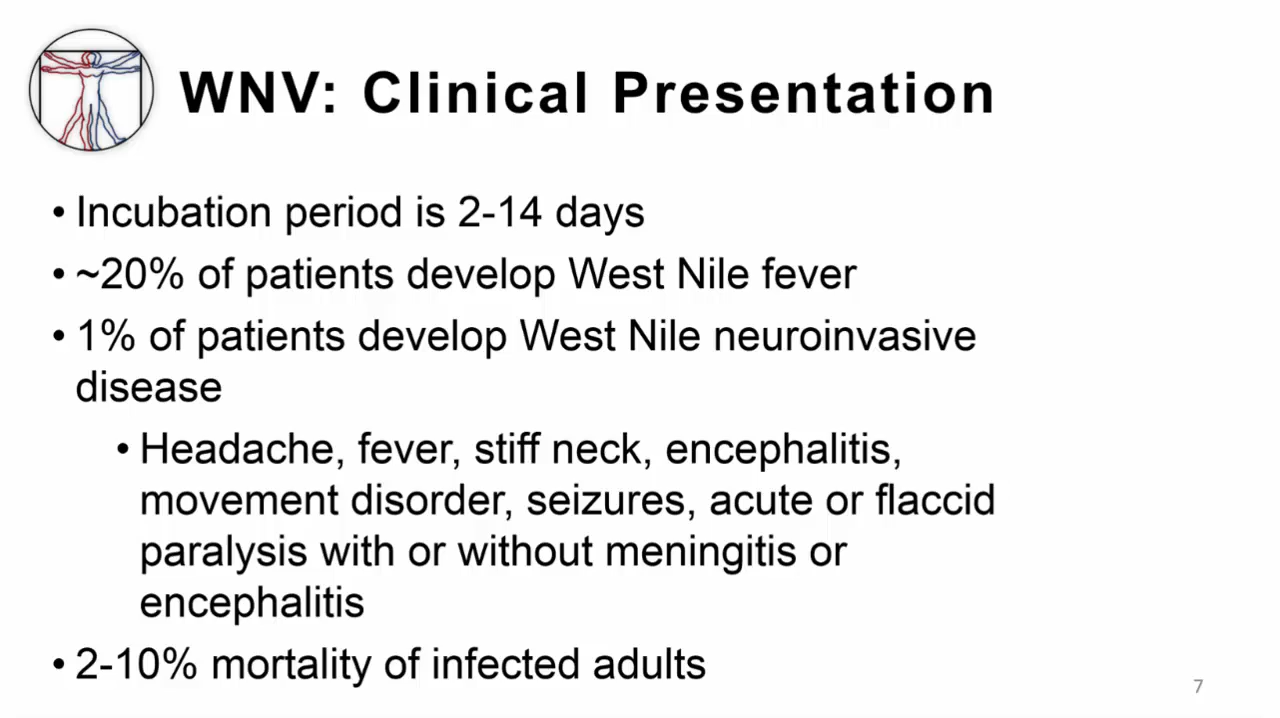 WNV: Clinical Presentation
• Incubation period is 2-14 days
• ~20% of patients develop West Nile fever
• 1% of patients develop West Nile neuroinvasive
disease
• Headache, fever, stiff neck, encephalitis,
movement disorder, seizures, acute or flaccid
paralysis with or without meningitis or
encephalitis
• 2-10% mortality of infected adults
7